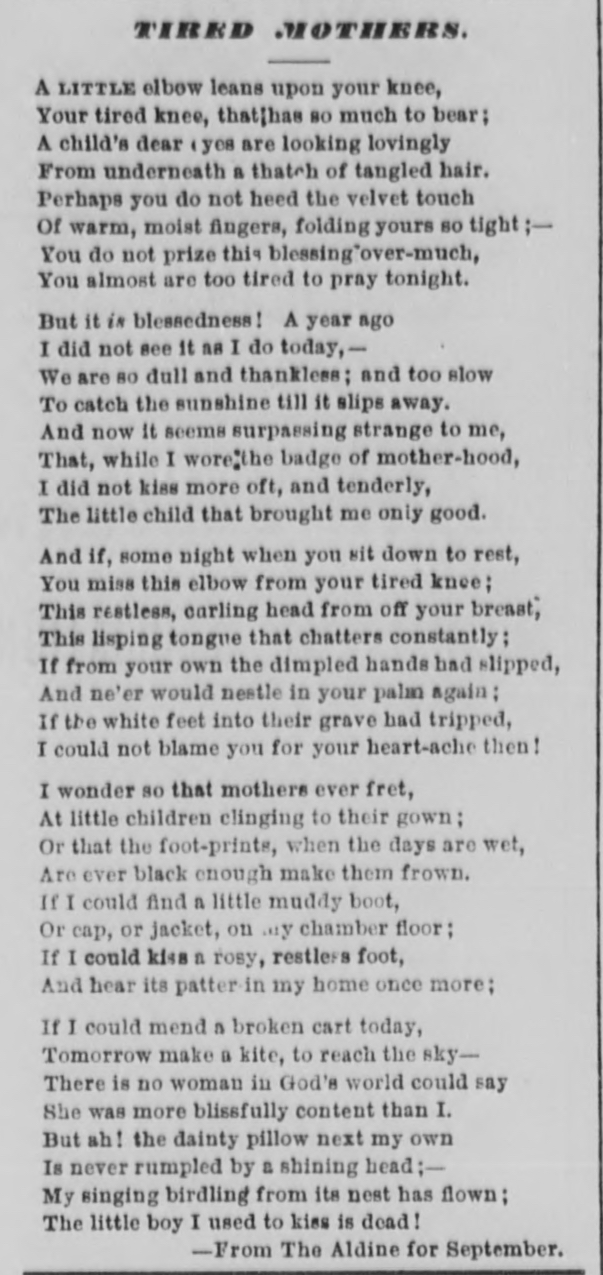 TIRED MOTHERS.
A LITTLE elbow leans upon your knee,
Your tired knee, that has so much to bear;
A child's dear eyes are looking lovingly
From underneath a thatch of tangled hair.
Perhaps you do not heed the velvet touch
Of warm, moist fingers, folding yours so tight;—
You do not prize this blessing over-much,
You almost are too tired to pray tonight.
But it is blessedness! A year ago
I did not see it as I do today,—
We are so dull and thankless; and too slow
To catch the sunshine till it slips away.
And now it seems surpassing strange to me,
That, while I wore the badge of mother-hood,
I did not kiss more oft, and tenderly,
The little child that brought me only good.
And if, some night when you sit down to rest,
You miss this elbow from your tired knee;
This restless, curling head from off your breast,
This lisping tongue that chatters constantly;
If from your own the dimpled hands had slipped,
And ne'er would nestle in your palm again;
If the white feet into their grave had tripped,
I could not blame you for your heart-ache then!
I wonder so that mothers ever fret,
At little children clinging to their gown;
Or that the foot-prints, when the days are wet,
Are ever black enough make them frown.
If I could find a little muddy boot,
Or cap, or jacket, on my chamber floor;
If I could kiss a rosy, restless foot,
And hear its patter in my home once more;
If I could mend a broken cart today,
Tomorrow make a kite, to reach the sky—
There is no woman in God's world could say
She was more blissfully content than I.
But ah! the dainty pillow next my own
Is never rumpled by a shining head;—
My singing birdling from its nest has flown;
The little boy I used to kiss is dead!
—From The Aldine for September.